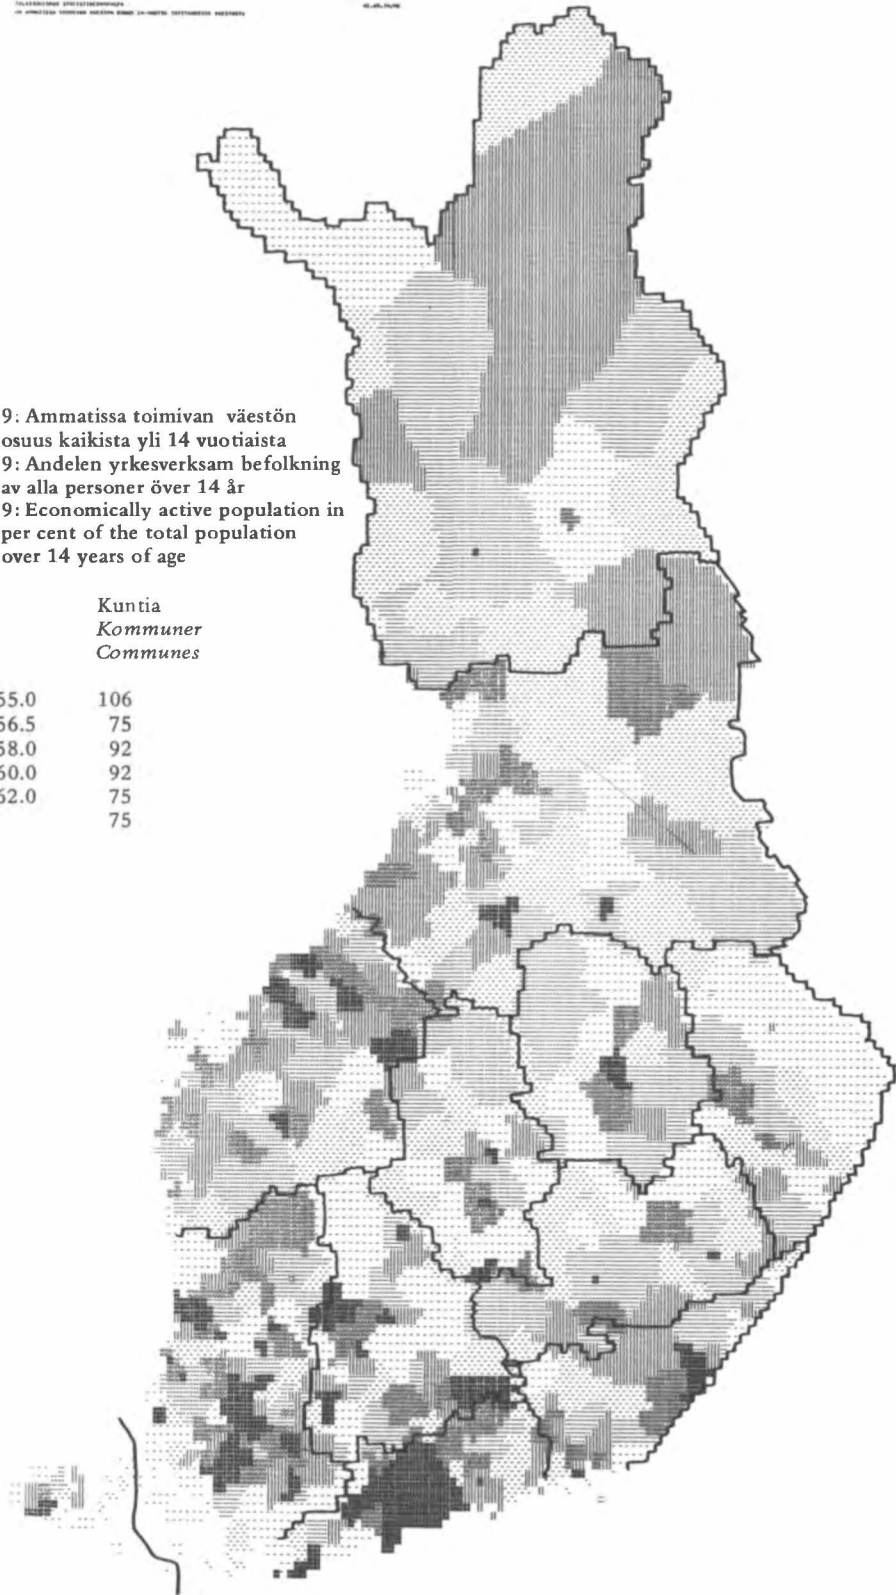 9: Ammatissa toimivan väestön
osuus kaikista yli 14 vuotiaista
9: Andelen yrkesverksam befolkning
av alla personer över 14 år
9: Economically active population in
per cent of the total population
over 14 years of age
Kuntia
Kommuner
Communes
55.0 106
56.5 75
58.0 92
60.0 92
62.0 75
75